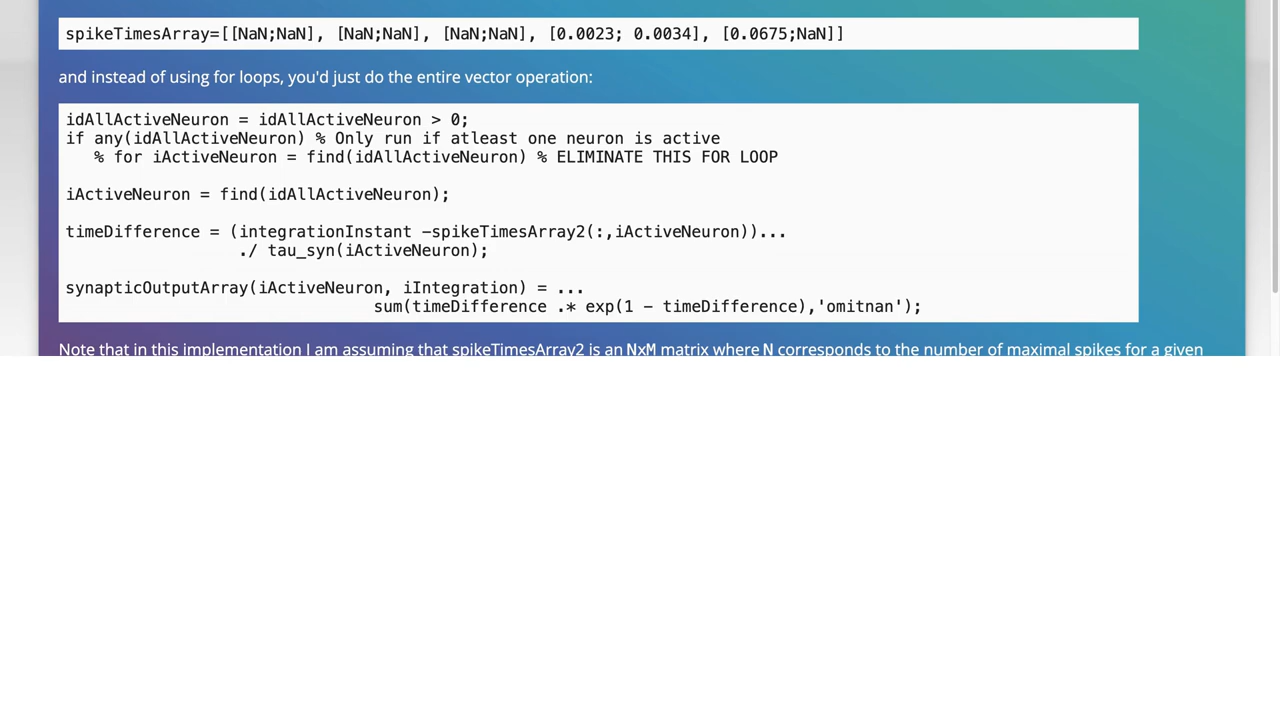 spikeTimesArray=[[NaN;NaN], [NaN;NaN], [NaN;NaN], [0.0023; 0.0034], [0.0675;NaN]]
and instead of using for loops, you'd just do the entire vector operation:
idAllActiveNeuron = idAllActiveNeuron > 0;
if any(idAllActiveNeuron) % Only run if atleast one neuron is active
% for iActiveNeuron = find(idAllActiveNeuron) % ELIMINATE THIS FOR LOOP
iActiveNeuron = find(idAllActiveNeuron);
timeDifference = (integrationInstant -spikeTimesArray2(:,iActiveNeuron))...
./ tau_syn(iActiveNeuron);
synapticOutputArray(iActiveNeuron, iIntegration) = ...
sum(timeDifference .* exp(1 - timeDifference),'omitnan');
Note that in this implementation I am assuming that spikeTimesArray2 is an NxM matrix where N corresponds to the number of maximal spikes for a given